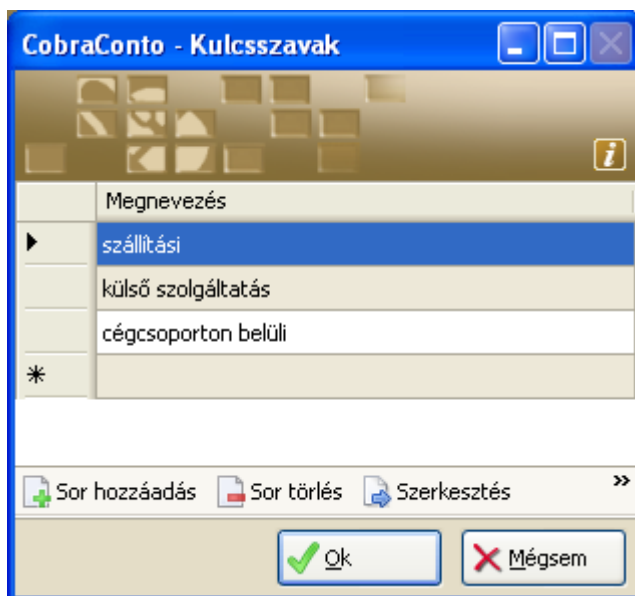 CobraConto - Kulcsszavak
i
Megnevezés
szállítási
külső szolgáltatás
cégcsoporton belüli
Sor hozzáadás Sor törlés Szerkesztés »
Ok Mégsem